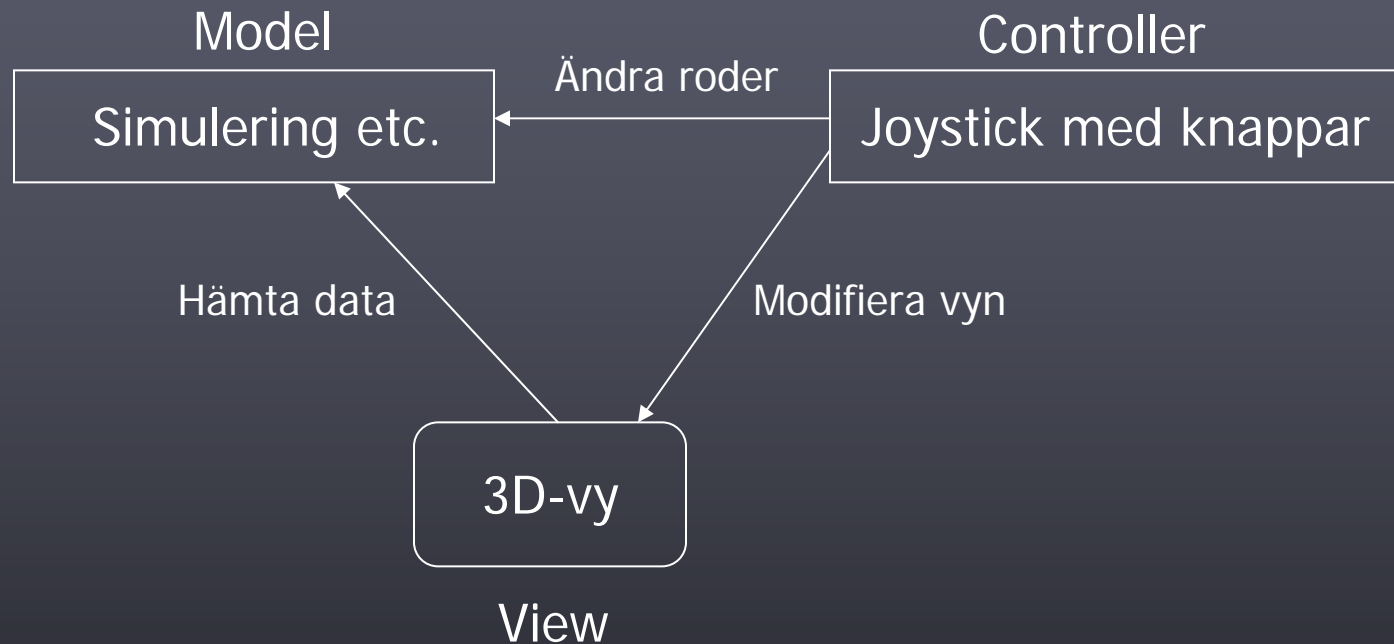 Model
Controller
Ändra roder
Simulering etc.
Joystick med knappar
Hämta data
Modifiera vyn
3D-vy
View